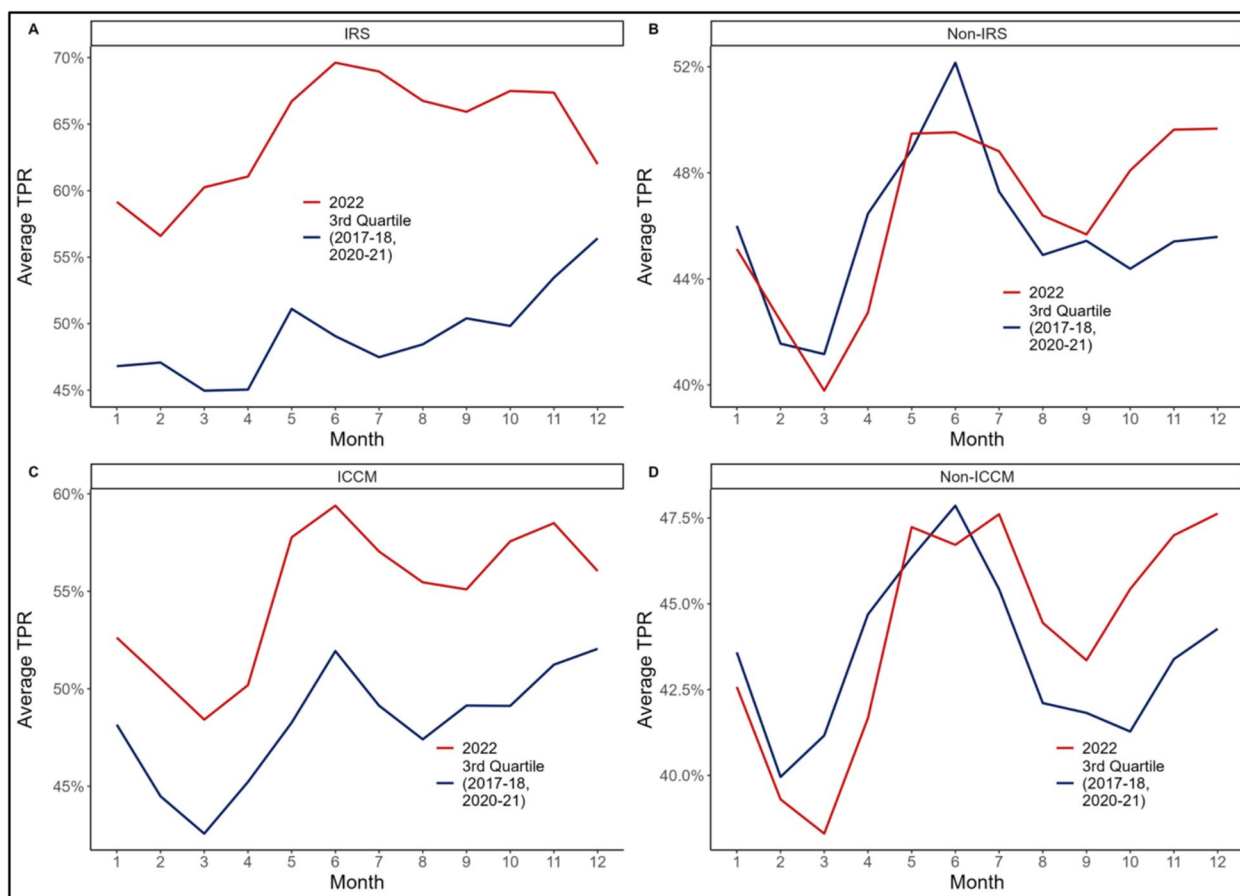 A
IRS
70%
65%
60%
55%
50%
45%
Average TPR
2022
3rd Quartile
(2017-18,
2020-21)
1 2 3 4 5 6 7 8 9 10 11 12
Month
B
Non-IRS
52%
48%
44%
40%
Average TPR
2022
3rd Quartile
(2017-18,
2020-21)
1 2 3 4 5 6 7 8 9 10 11 12
Month
C
ICCM
60%
55%
50%
45%
Average TPR
2022
3rd Quartile
(2017-18,
2020-21)
1 2 3 4 5 6 7 8 9 10 11 12
Month
D
Non-ICCM
47.5%
45.0%
42.5%
40.0%
Average TPR
2022
3rd Quartile
(2017-18,
2020-21)
1 2 3 4 5 6 7 8 9 10 11 12
Month